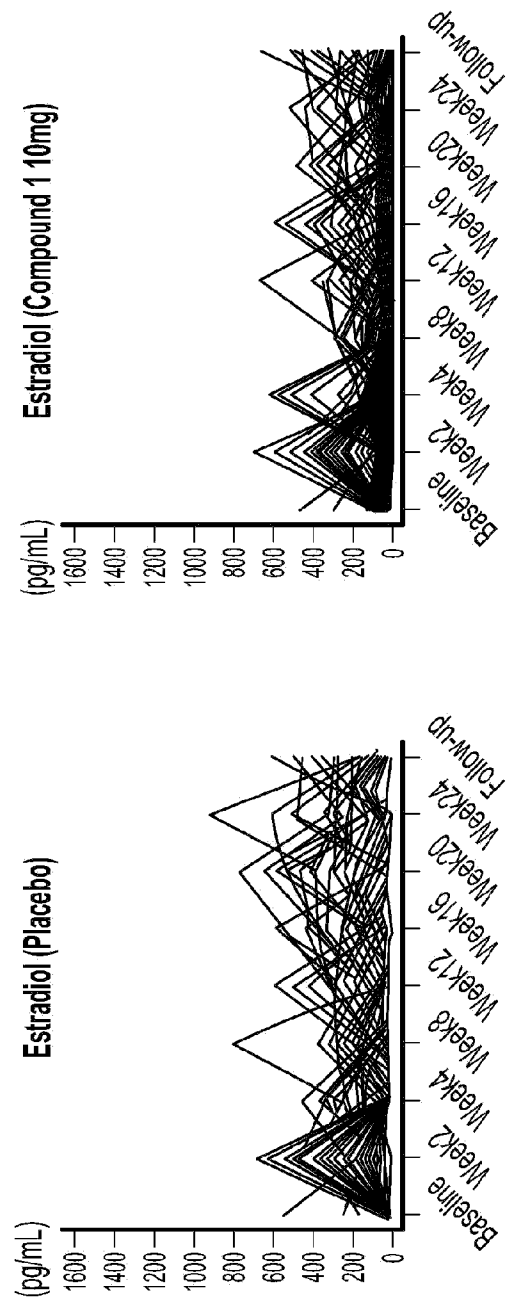 Estradiol (Placebo)
(pg/mL)
1600
1400
1200
1000
800
600
400
200
0
Baseline
Week2
Week4
Week8
Week12
Week16
Week20
Week24
Follow-up
Estradiol (Compound 1 10mg)
(pg/mL)
1600
1400
1200
1000
800
600
400
200
0
Baseline
Week2
Week4
Week8
Week12
Week16
Week20
Week24
Follow-up